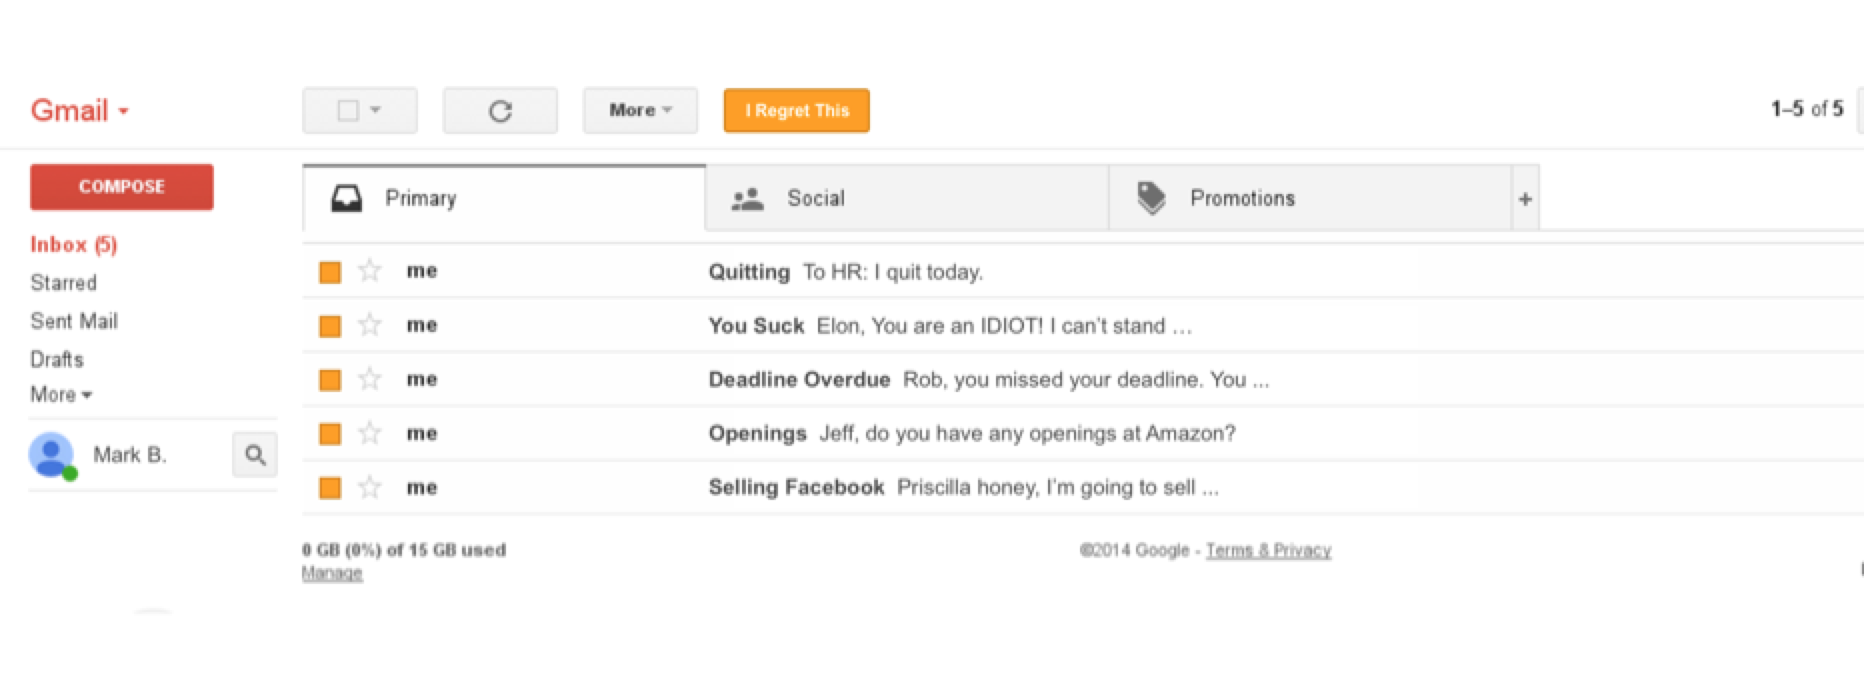 Gmail
More
I Regret This
1–5 of 5
COMPOSE
Primary
Social
Promotions
+
Inbox (5)
Starred
Sent Mail
Drafts
More
Mark B.
me Quitting To HR: I quit today.
me You Suck Elon, You are an IDIOT! I can't stand ...
me Deadline Overdue Rob, you missed your deadline. You ...
me Openings Jeff, do you have any openings at Amazon?
me Selling Facebook Priscilla honey, I'm going to sell ...
0 GB (0%) of 15 GB used
Manage
©2014 Google - Terms & Privacy